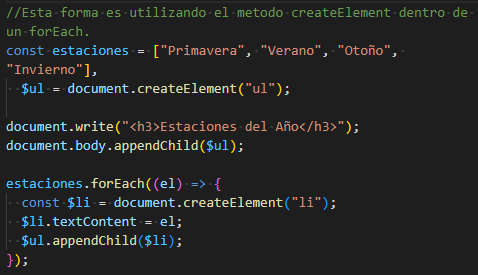 //Esta forma es utilizando el metodo createElement dentro de
un forEach.
const estaciones = ["Primavera", "Verano", "Otoño",
"Invierno"],
  $ul = document.createElement("ul");

document.write("<h3>Estaciones del Año</h3>");
document.body.appendChild($ul);

estaciones.forEach((el) => {
  const $li = document.createElement("li");
  $li.textContent = el;
  $ul.appendChild($li);
});